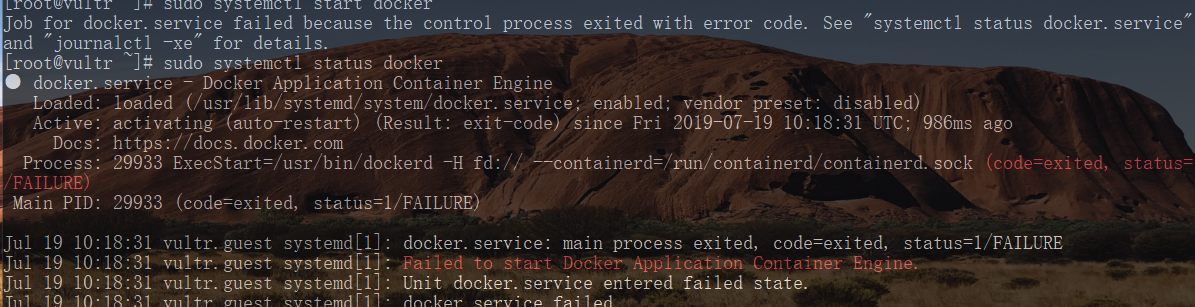 [root@vultr ~]# sudo systemctl start docker
Job for docker.service failed because the control process exited with error code. See "systemctl status docker.service"
and "journalctl -xe" for details.
[root@vultr ~]# sudo systemctl status docker
● docker.service - Docker Application Container Engine
Loaded: loaded (/usr/lib/systemd/system/docker.service; enabled; vendor preset: disabled)
Active: activating (auto-restart) (Result: exit-code) since Fri 2019-07-19 10:18:31 UTC; 986ms ago
Docs: https://docs.docker.com
Process: 29933 ExecStart=/usr/bin/dockerd -H fd:// --containerd=/run/containerd/containerd.sock (code=exited, status=
/FAILURE)
Main PID: 29933 (code=exited, status=1/FAILURE)
Jul 19 10:18:31 vultr.guest systemd[1]: docker.service: main process exited, code=exited, status=1/FAILURE
Jul 19 10:18:31 vultr.guest systemd[1]: Failed to start Docker Application Container Engine.
Jul 19 10:18:31 vultr.guest systemd[1]: Unit docker.service entered failed state.
Jul 19 10:18:31 vultr.guest systemd[1]: docker.service failed